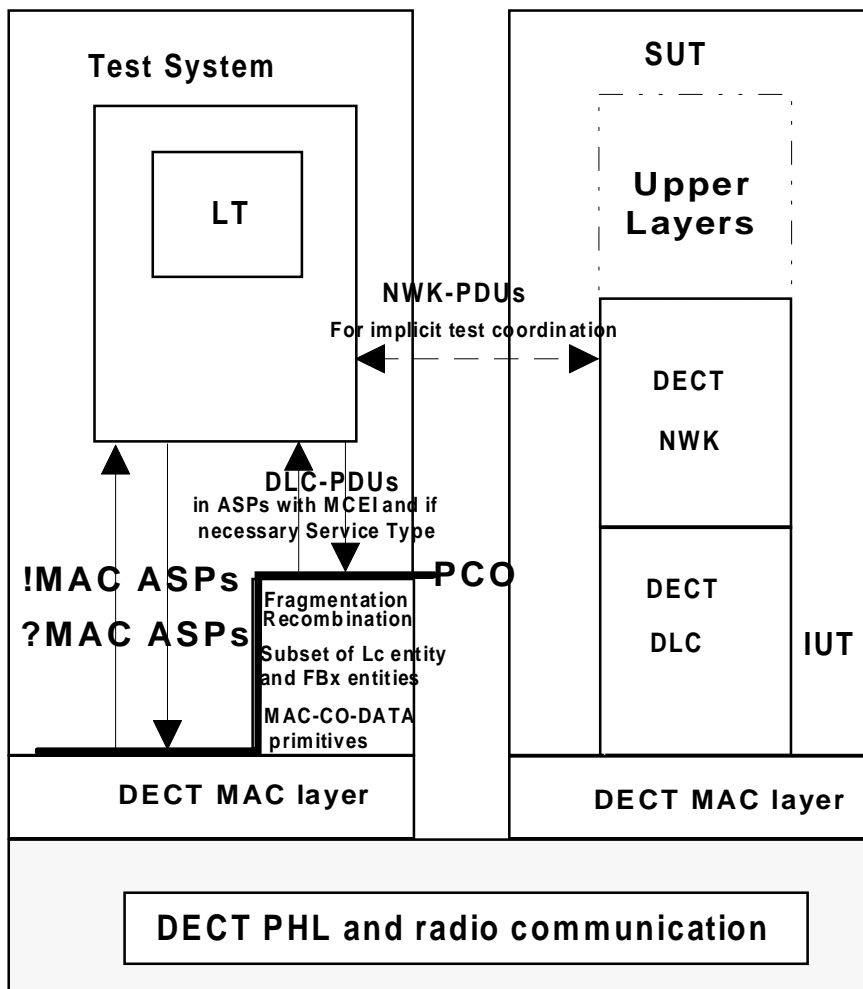 Test System
SUT
LT
Upper
Layers
NWK-PDUs
For implicit test coordination
DECT
NWK
DLC-PDUs
in ASPs with MCEI and if
necessary Service Type
!MAC ASPs
?MAC ASPs
PCO
Fragmentation
Recombination
Subset of Lc entity
and FBx entities
MAC-CO-DATA
primitives
DECT
DLC
IUT
DECT MAC layer
DECT MAC layer
DECT PHL and radio communication